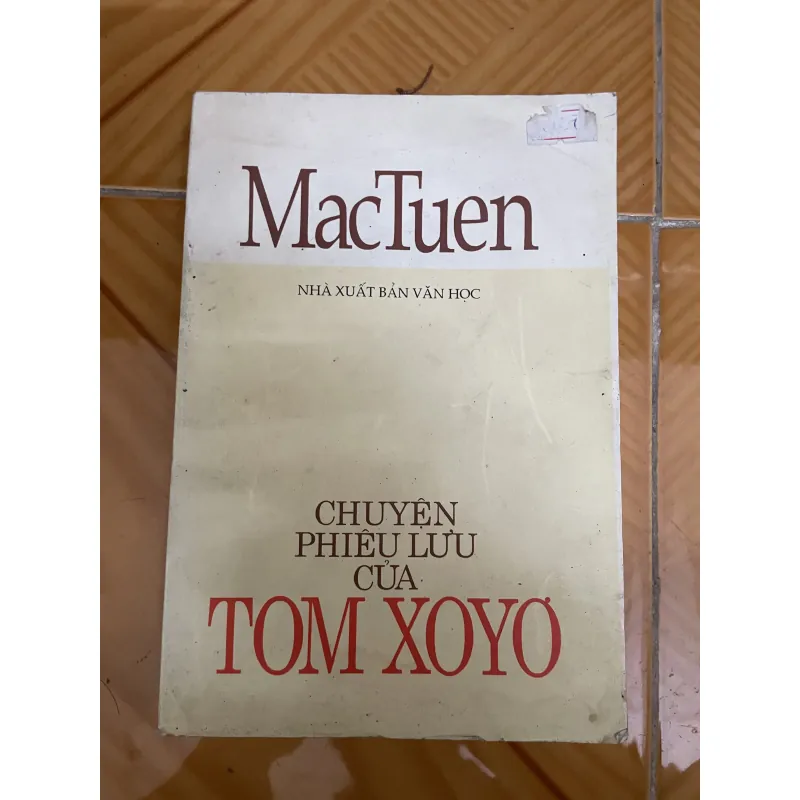 MacTuen
NHÀ XUẤT BẢN VĂN HỌC
CHUYỆN
PHIÊU LƯU
CỦA
TOM XOYƠ